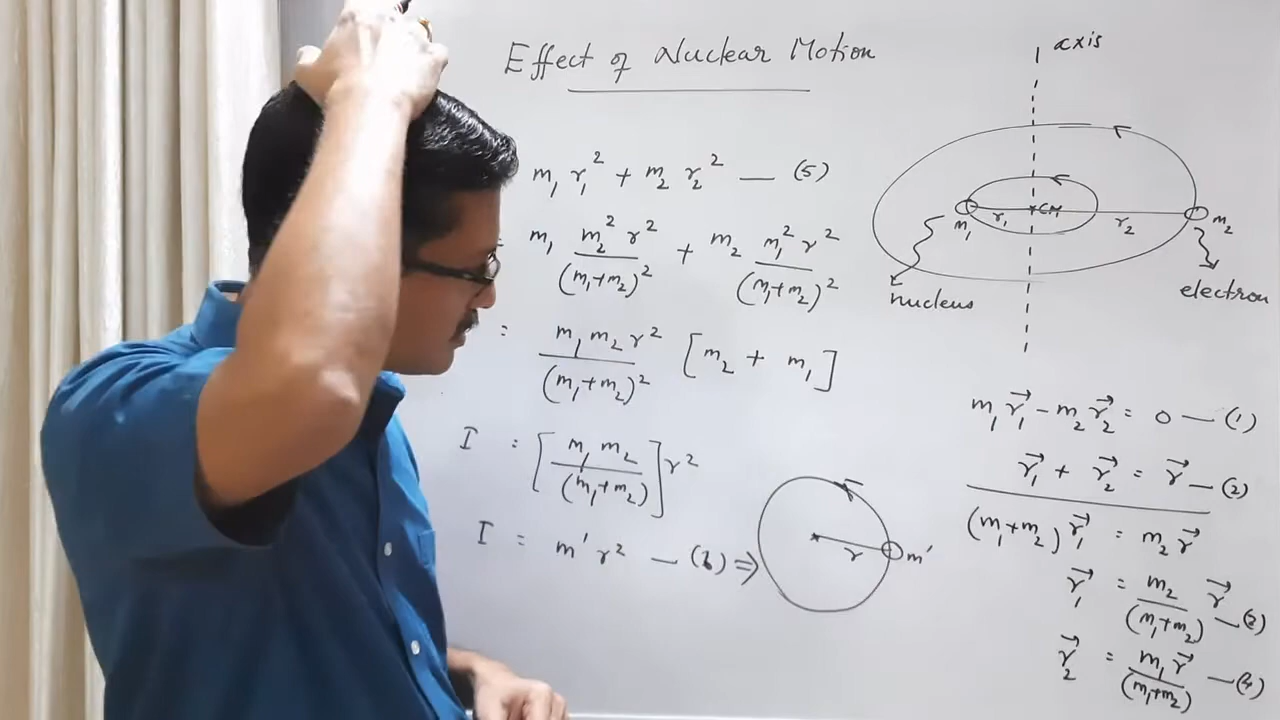 Effect of Nuclear Motion
m₁ r₁² + m₂ r₂² — (5)
= m₁ m₂² r² / (m₁+m₂)² + m₂ m₁² r² / (m₁+m₂)²
= m₁ m₂ r² / (m₁+m₂)² [m₂ + m₁]
I = [m₁ m₂ / (m₁+m₂)] r²
I = m' r² — (6) ⇒
r m'
axis
m₁ r₁ CM r₂ m₂
nucleus
electron
m₁ r⃗₁ - m₂ r⃗₂ = 0 — (1)
r⃗₁ + r⃗₂ = r⃗ — (2)
(m₁+m₂) r⃗₁ = m₂ r⃗
r⃗₁ = m₂ / (m₁+m₂) r⃗ — (3)
r⃗₂ = m₁ r⃗ / (m₁+m₂) — (4)